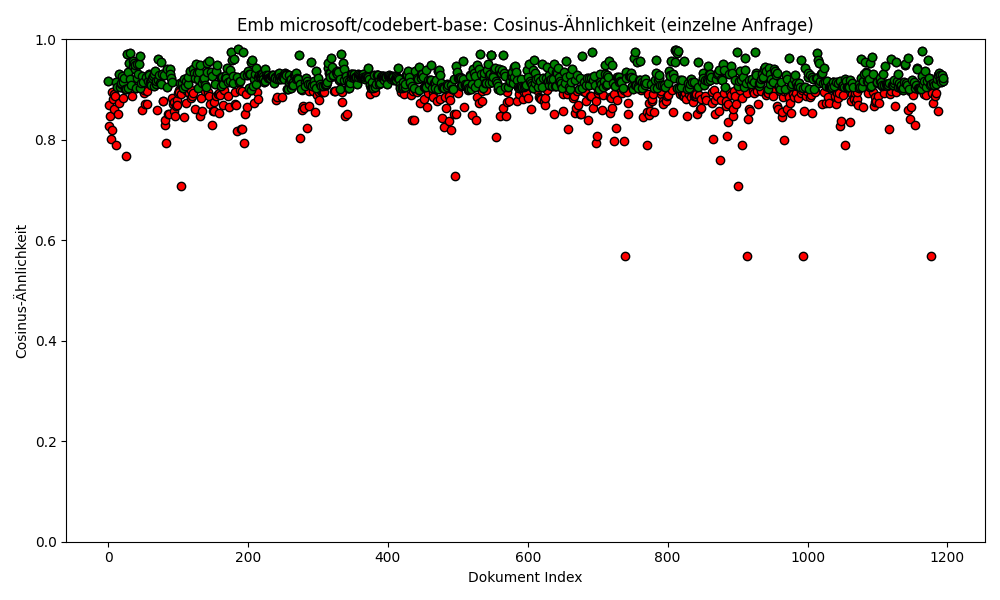 Emb microsoft/codebert-base: Cosinus-Ähnlichkeit (einzelne Anfrage)
1.0
0.8
0.6
0.4
0.2
0.0
Cosinus-Ähnlichkeit
0 200 400 600 800 1000 1200
Dokument Index